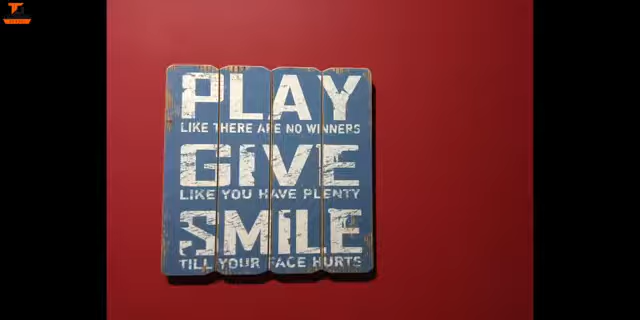 PLAY
LIKE THERE ARE NO WINNERS
GIVE
LIKE YOU HAVE PLENTY
SMILE
TILL YOUR FACE HURTS